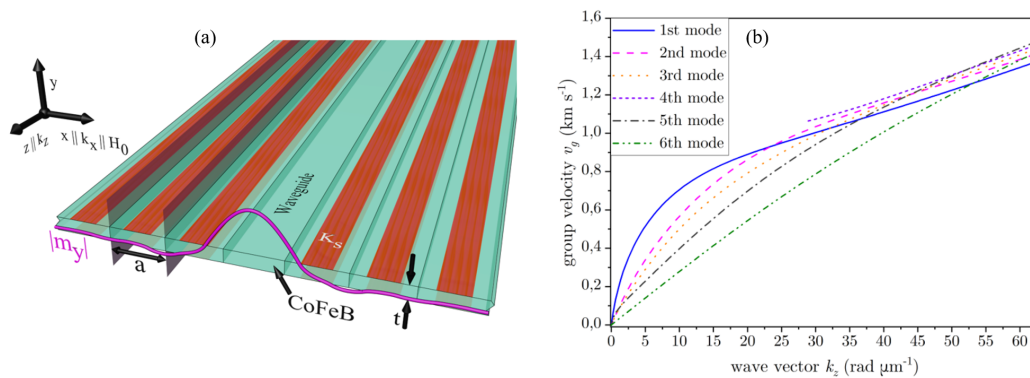 (a)
y
z||k_z
x||k_x||H_0
Waveguide
|m_y|
a
K_s
CoFeB
t
(b)
group velocity v_g (km s⁻¹)
1.6
1.4
1.2
1.0
0.8
0.6
0.4
0.2
0.0
1st mode
2nd mode
3rd mode
4th mode
5th mode
6th mode
0 5 10 15 20 25 30 35 40 45 50 55 60
wave vector k_z (rad μm⁻¹)